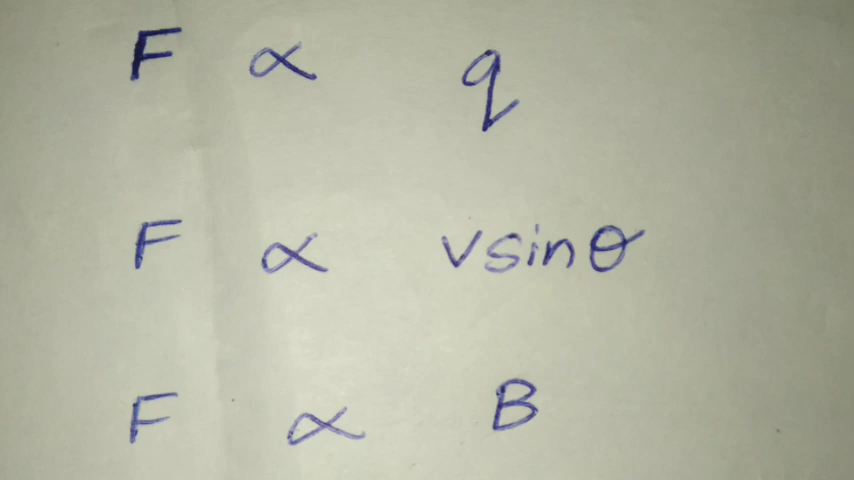 F ∝ q
F ∝ vsinθ
F ∝ B